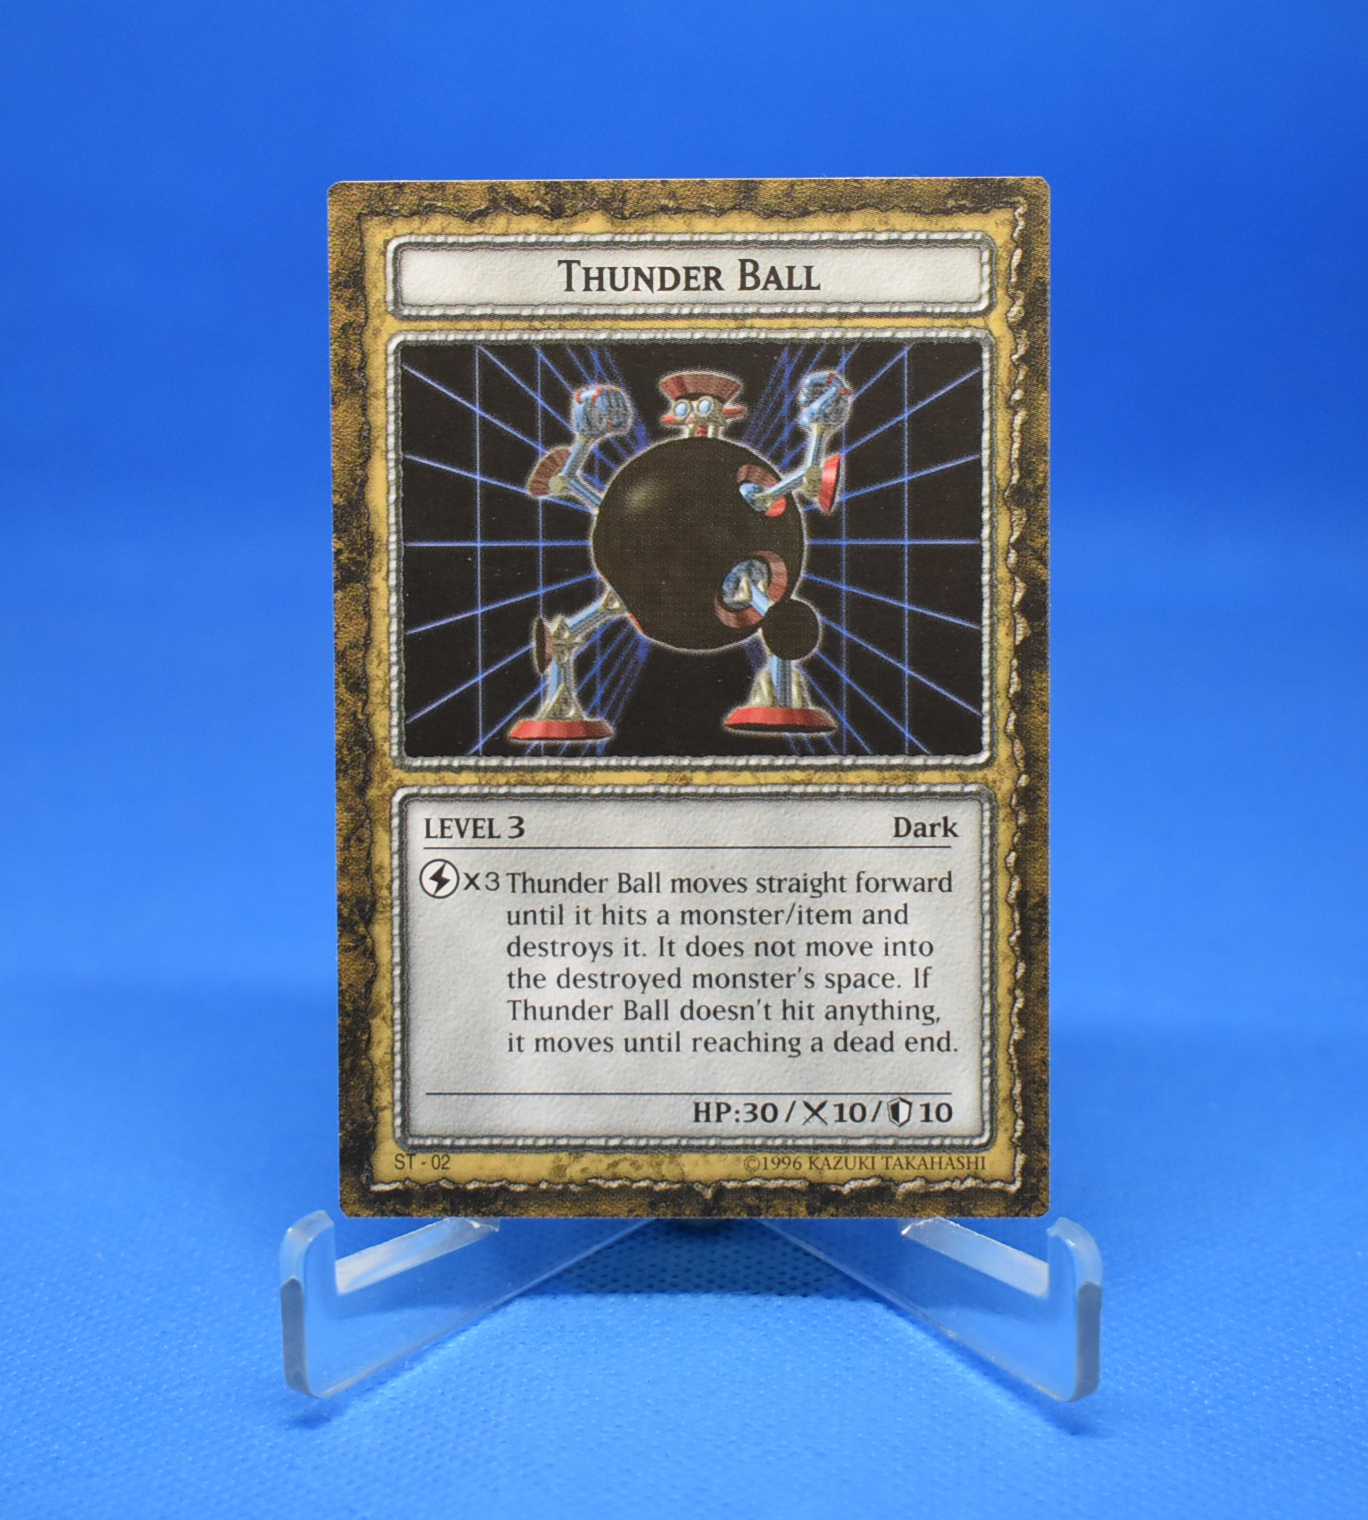 THUNDER BALL
LEVEL 3 Dark
x3 Thunder Ball moves straight forward
until it hits a monster/item and
destroys it. It does not move into
the destroyed monster's space. If
Thunder Ball doesn't hit anything,
it moves until reaching a dead end.
HP:30/10/10
ST - 02 ©1996 KAZUKI TAKAHASHI